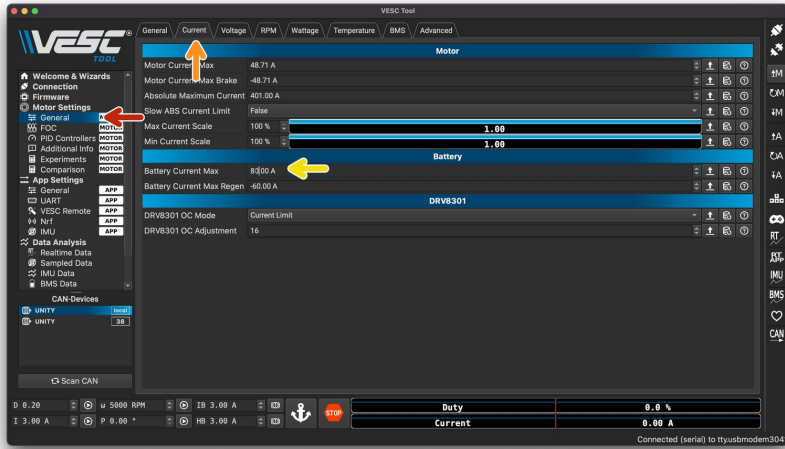 VESC Tool
VESC®
TOOL
General Current Voltage RPM Wattage Temperature BMS Advanced
Motor
Motor Current Max 48.71 A
Motor Current Max Brake -48.71 A
Absolute Maximum Current 401.00 A
Slow ABS Current Limit False
Max Current Scale 100 % 1.00
Min Current Scale 100 % 1.00
Battery
Battery Current Max 80.00 A
Battery Current Max Regen -60.00 A
DRV8301
DRV8301 OC Mode Current Limit
DRV8301 OC Adjustment 16
Welcome & Wizards
Connection
Firmware
Motor Settings
General
FOC MOTOR
PID Controllers MOTOR
Additional Info MOTOR
Experiments MOTOR
Comparison MOTOR
App Settings
General APP
UART APP
VESC Remote APP
Nrf APP
IMU APP
Data Analysis
Realtime Data
Sampled Data
IMU Data
BMS Data
CAN-Devices
UNITY local
UNITY 38
Scan CAN
D 0.20 ω 5000 RPM IB 3.00 A
I 3.00 A P 0.00 ° HB 3.00 A
STOP
Duty 0.0 %
Current 0.00 A
Connected (serial) to tty.usbmodem304
M
M
M
A
A
A
RT
RT
APP
IMU
BMS
CAN